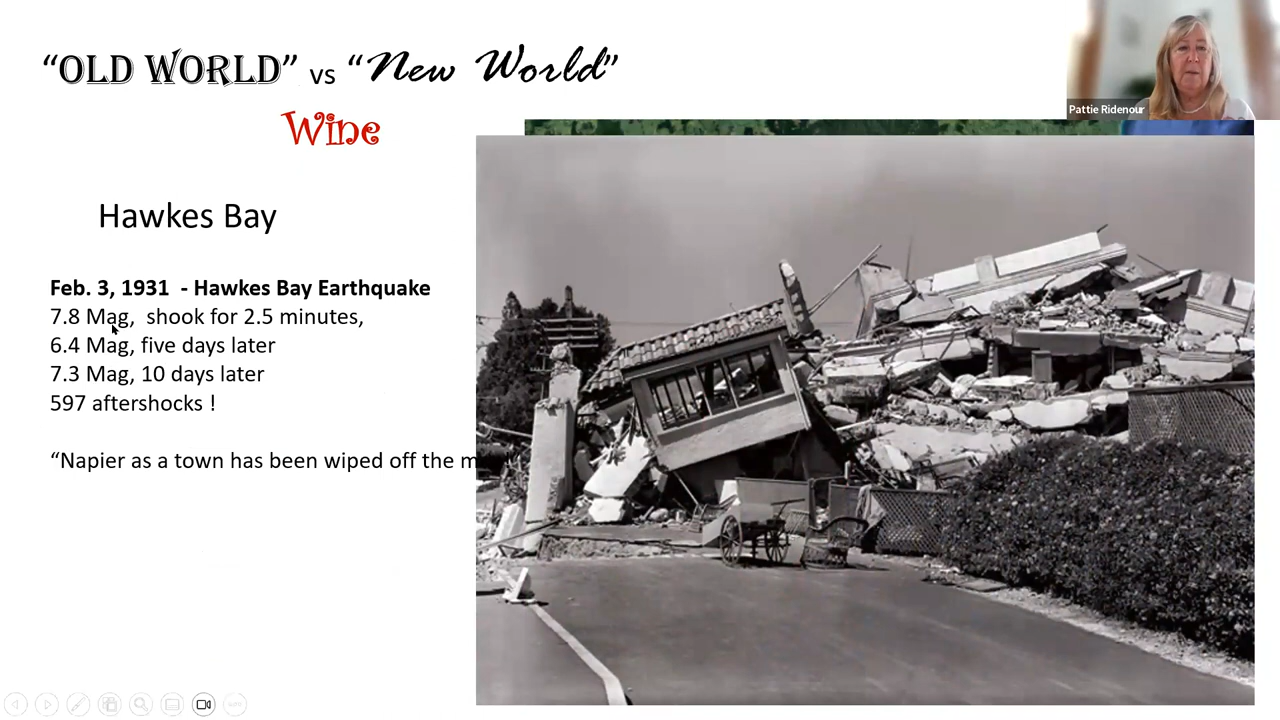 “OLD WORLD” vs “New World”
Wine
Pattie Ridenour
Hawkes Bay
Feb. 3, 1931 - Hawkes Bay Earthquake
7.8 Mag, shook for 2.5 minutes,
6.4 Mag, five days later
7.3 Mag, 10 days later
597 aftershocks !
“Napier as a town has been wiped off the m